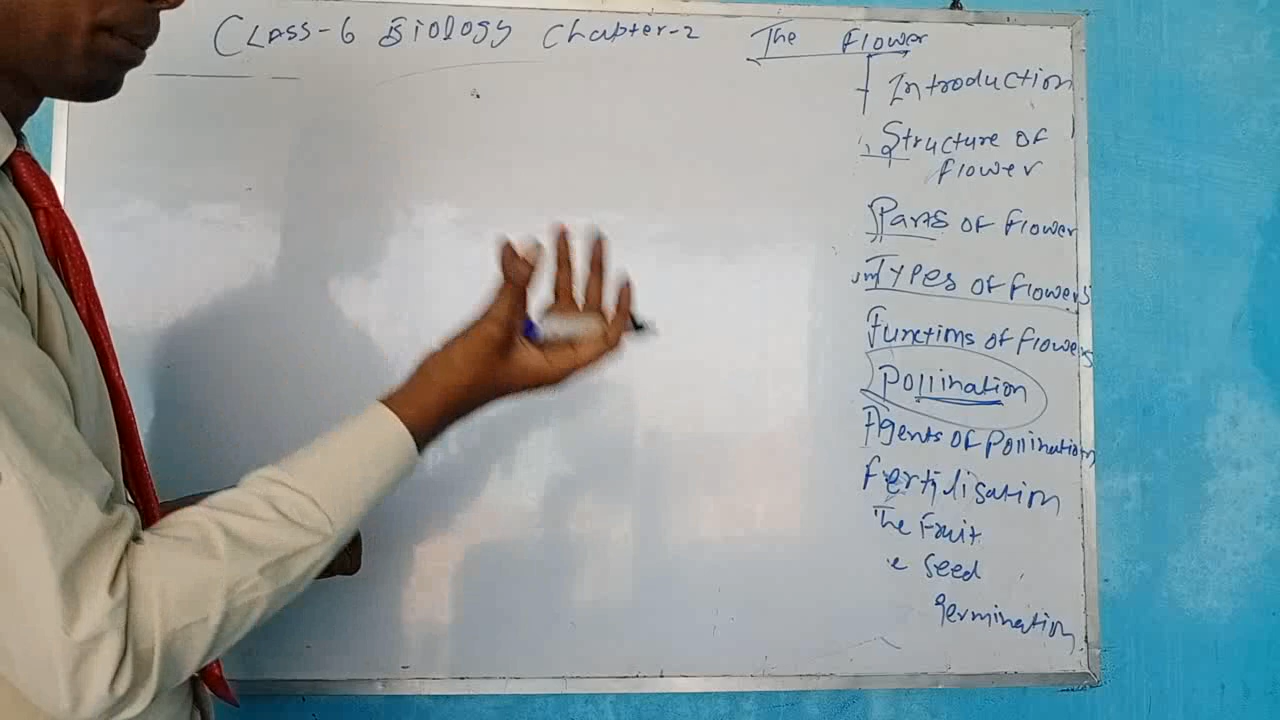 Class-6 Biology Chapter-2 The Flower
Introduction
Structure of
flower
Parts of flower
Types of flowers
Functions of flowers
Pollination
Agents of Pollination
Fertilisation
The Fruit
e Seed
germination